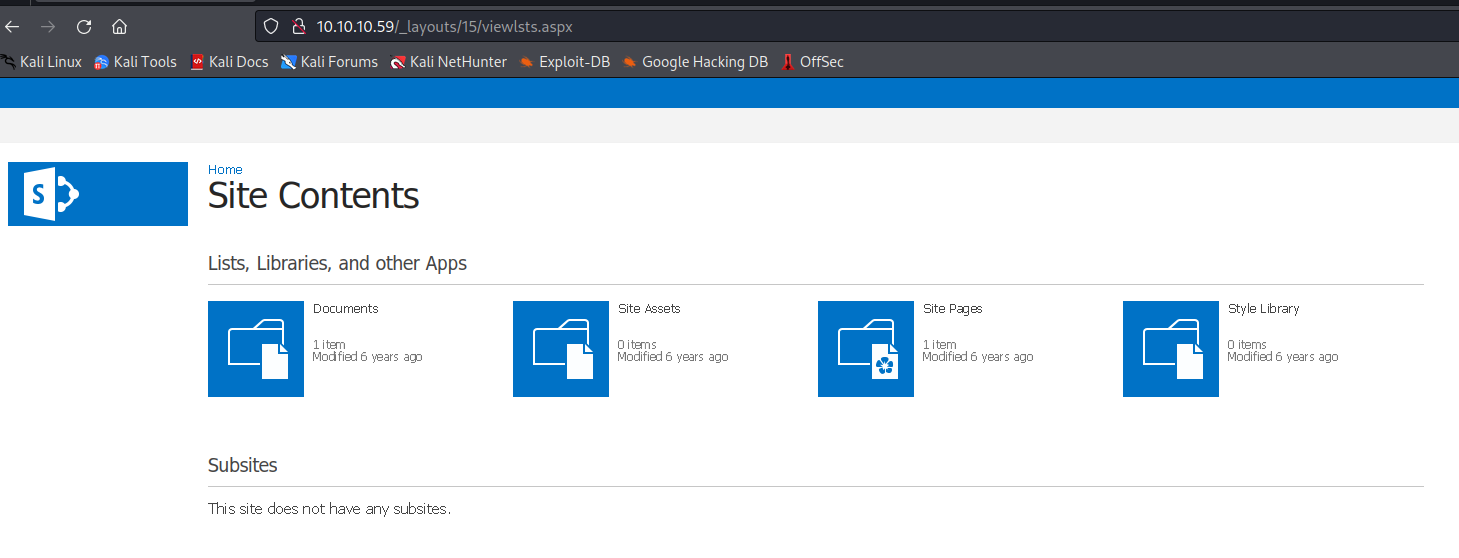 10.10.10.59/_layouts/15/viewlsts.aspx
Kali Linux Kali Tools Kali Docs Kali Forums Kali NetHunter Exploit-DB Google Hacking DB OffSec
S
Home
Site Contents
Lists, Libraries, and other Apps
Documents
1 item
Modified 6 years ago
Site Assets
0 items
Modified 6 years ago
Site Pages
1 item
Modified 6 years ago
Style Library
0 items
Modified 6 years ago
Subsites
This site does not have any subsites.